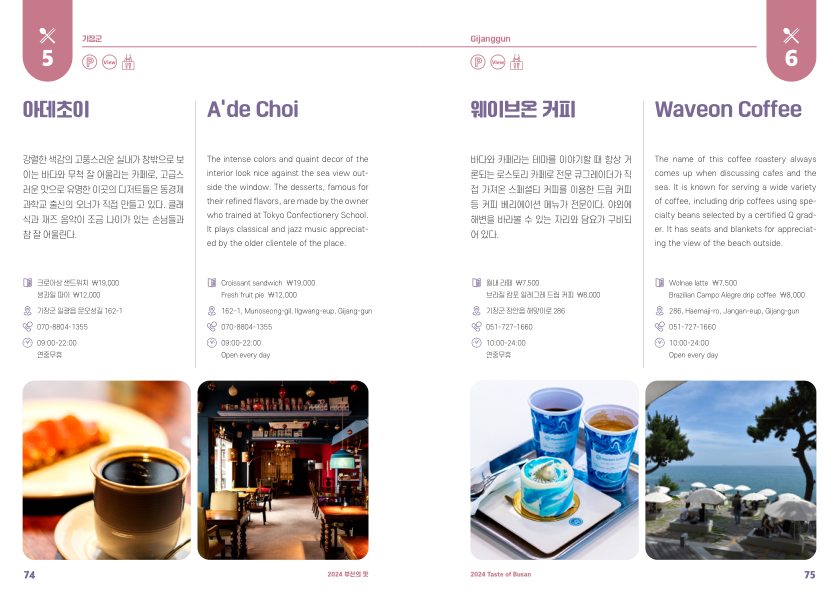 5
기장군
P
View
아데초이
강렬한 색감의 고풍스러운 실내가 창밖으로 보
이는 바다와 무척 잘 어울리는 카페로, 고급스
러운 맛으로 유명한 이곳의 디저트들은 동경제
과학교 출신의 오너가 직접 만들고 있다. 클래
식과 재즈 음악이 조금 나이가 있는 손님들과
참 잘 어울린다.
크로아상 샌드위치 ₩19,000
생과일 파이 ₩12,000
기장군 일광읍 문오성길 162-1
070-8804-1355
09:00-22:00
연중무휴
A'de Choi
The intense colors and quaint decor of the
interior look nice against the sea view out-
side the window. The desserts, famous for
their refined flavors, are made by the owner
who trained at Tokyo Confectionery School.
It plays classical and jazz music appreciat-
ed by the older clientele of the place.
Croissant sandwich ₩19,000
Fresh fruit pie ₩12,000
162-1, Munoseong-gil, Ilgwang-eup, Gijang-gun
070-8804-1355
09:00-22:00
Open every day
74
2024 부산의 맛
Gijanggun
6
P
View
웨이브온 커피
바다와 카페라는 테마를 이야기할 때 항상 거
론되는 로스토리 카페로 전문 큐그레이더가 직
접 가져온 스페셜티 커피를 이용한 드립 커피
등 커피 베리에이션 메뉴가 전문이다. 야외에
해변을 바라볼 수 있는 자리와 담요가 구비되
어 있다.
월내 라떼 ₩7,500
브라질 캄포 알레그레 드립 커피 ₩8,000
기장군 장안읍 해맞이로 286
051-727-1660
10:00-24:00
연중무휴
Waveon Coffee
The name of this coffee roastery always
comes up when discussing cafes and the
sea. It is known for serving a wide variety
of coffee, including drip coffees using spe-
cialty beans selected by a certified Q grad-
er. It has seats and blankets for appreciat-
ing the view of the beach outside.
Wolnae latte ₩7,500
Brazilian Campo Alegre drip coffee ₩8,000
286, Haemaji-ro, Jangan-eup, Gijang-gun
051-727-1660
10:00-24:00
Open every day
2024 Taste of Busan
75